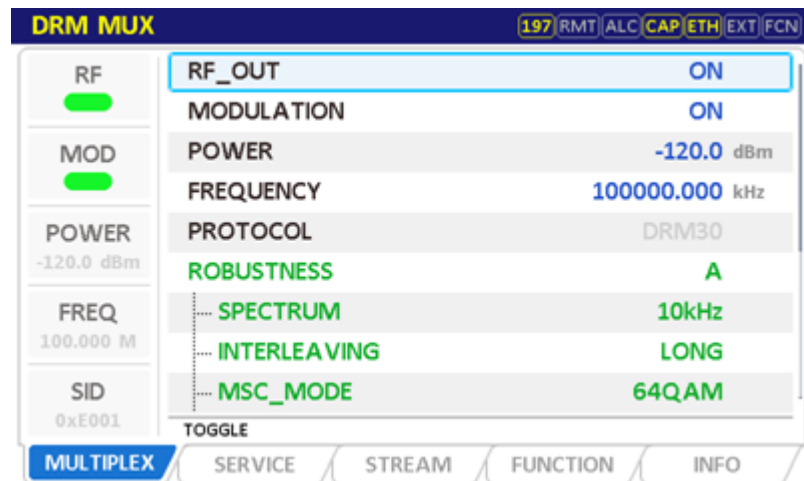 DRM MUX 197 RMT ALC CAP ETH EXT FCN
RF
MOD
POWER
-120.0 dBm
FREQ
100.000 M
SID
0xE001
RF_OUT ON
MODULATION ON
POWER -120.0 dBm
FREQUENCY 100000.000 kHz
PROTOCOL DRM30
ROBUSTNESS A
SPECTRUM 10kHz
INTERLEAVING LONG
MSC_MODE 64QAM
TOGGLE
MULTIPLEX SERVICE STREAM FUNCTION INFO